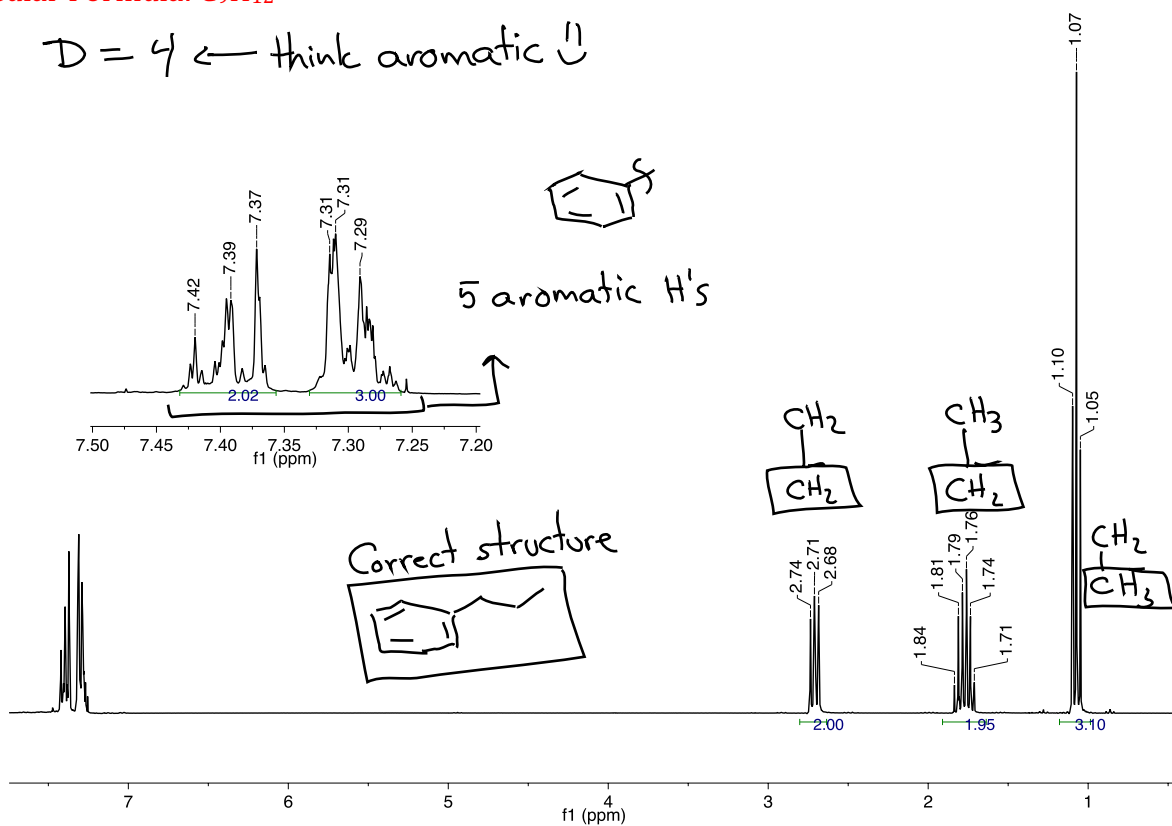 Molecular Formula: C₉H₁₂
D = 4 ← think aromatic
7.42
7.39
7.37
7.31
7.31
7.29
5 aromatic H's
2.02
3.00
7.50 7.45 7.40 7.35 7.30 7.25 7.20
f1 (ppm)
1.07
1.10
1.05
CH₂
CH₂
CH₃
CH₂
CH₂
CH₃
Correct structure
2.74
2.71
2.68
1.84
1.81
1.79
1.76
1.74
1.71
2.00
1.95
3.10
7 6 5 4 3 2 1
f1 (ppm)